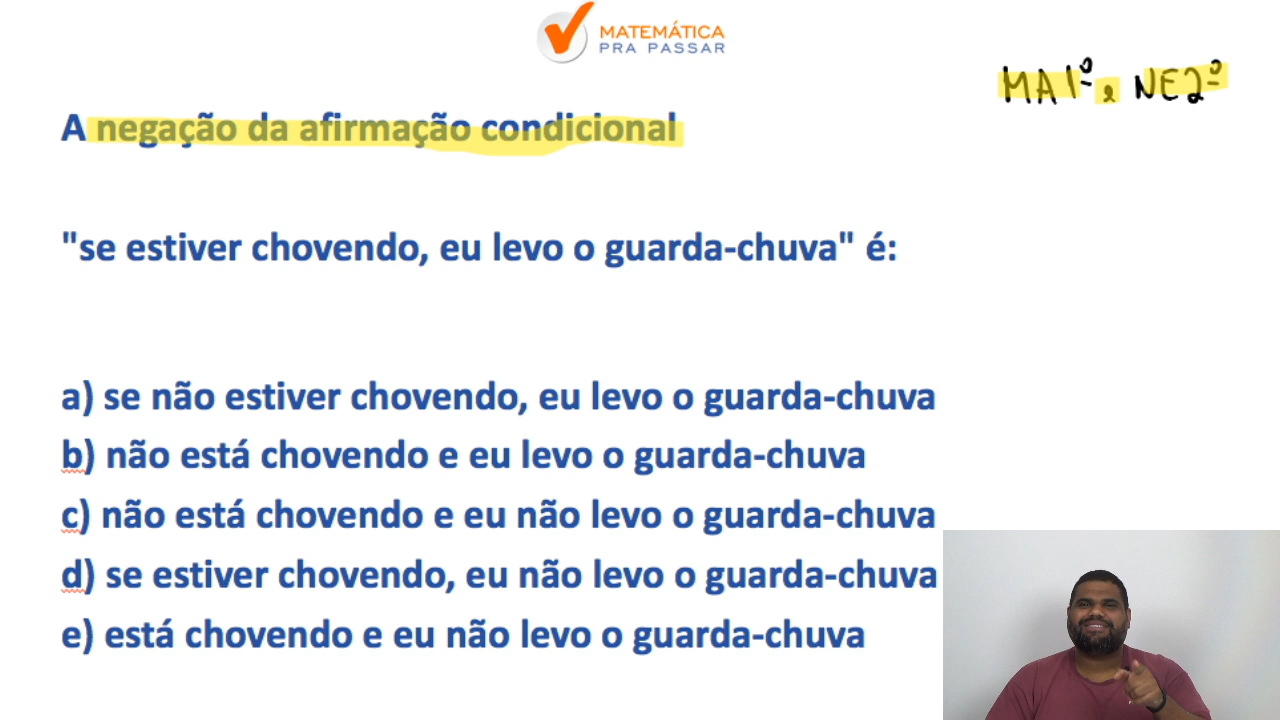 MATEMÁTICA
PRA PASSAR
MA1º e NE2º
A negação da afirmação condicional
"se estiver chovendo, eu levo o guarda-chuva" é:
a) se não estiver chovendo, eu levo o guarda-chuva
b) não está chovendo e eu levo o guarda-chuva
c) não está chovendo e eu não levo o guarda-chuva
d) se estiver chovendo, eu não levo o guarda-chuva
e) está chovendo e eu não levo o guarda-chuva